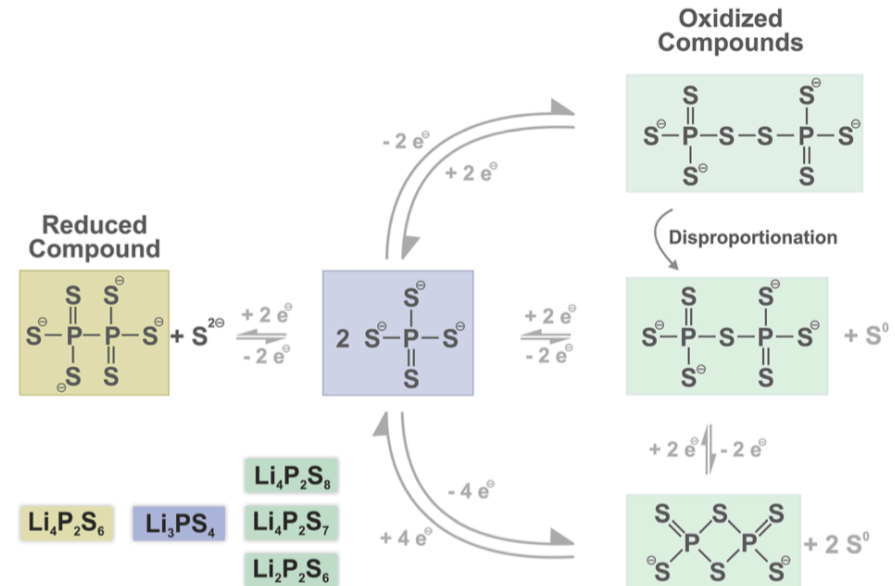 Oxidized
Compounds
S S⊖
S⊖–P–S–S–P–S⊖
S⊖ S
- 2 e⊖
+ 2 e⊖
Disproportionation
Reduced
Compound
S S⊖
S⊖–P–P–S⊖ + S2⊖
⊖S S
+ 2 e⊖
- 2 e⊖
S⊖
2 S⊖–P–S⊖
S
+ 2 e⊖
- 2 e⊖
S S⊖
S⊖–P–S–P–S⊖ + S0
S⊖ S
+ 2 e⊖ - 2 e⊖
- 4 e⊖
+ 4 e⊖
S S S
P P + 2 S0
⊖S S S⊖
Li4P2S8
Li4P2S6 Li3PS4 Li4P2S7
Li2P2S6